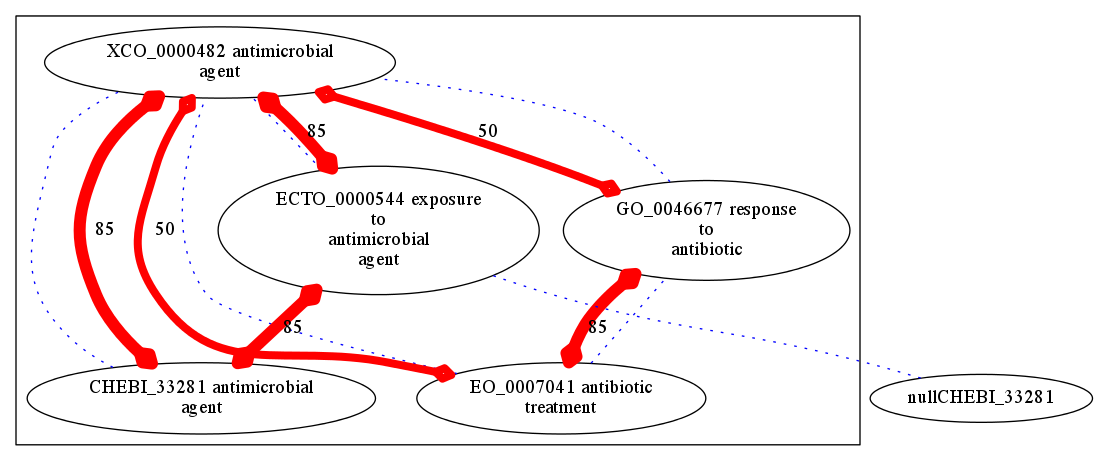 XCO_0000482 antimicrobial
agent
85
50
ECTO_0000544 exposure
to
antimicrobial
agent
GO_0046677 response
to
antibiotic
85
50
85
85
CHEBI_33281 antimicrobial
agent
EO_0007041 antibiotic
treatment
nullCHEBI_33281